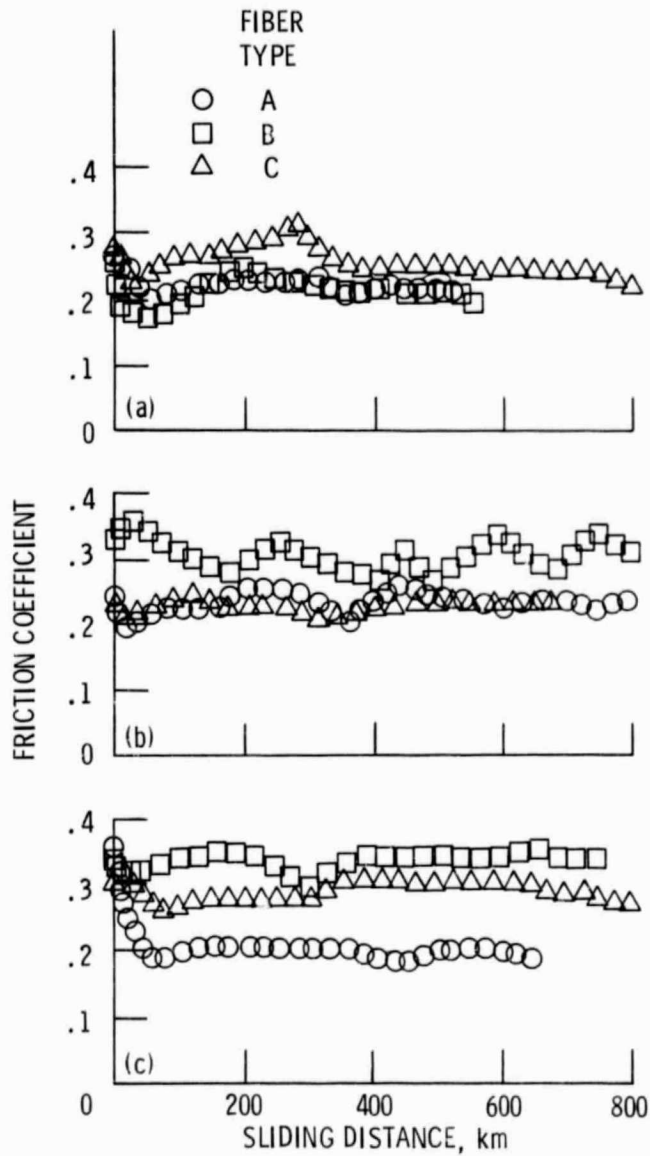 FIBER
TYPE
A
B
C
.4
.3
.2
.1
0
(a)
.4
.3
.2
.1
0
(b)
.4
.3
.2
.1
(c)
0 200 400 600 800
SLIDING DISTANCE, km
FRICTION COEFFICIENT